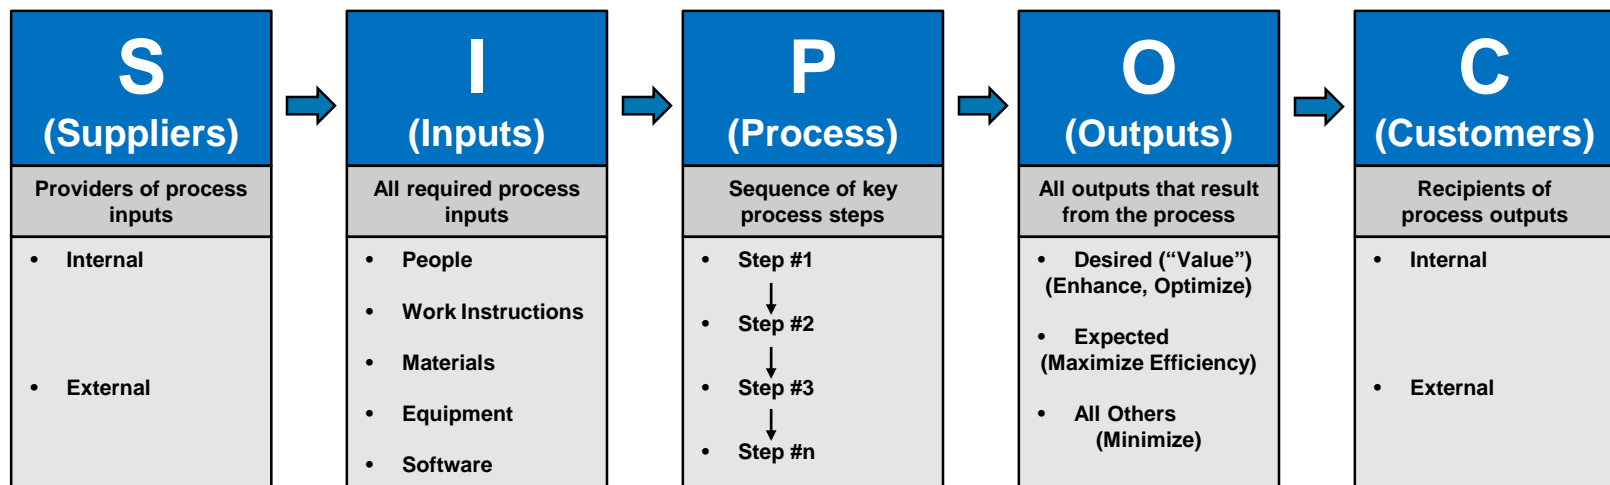 S
(Suppliers)
Providers of process
inputs
• Internal
• External
I
(Inputs)
All required process
inputs
• People
• Work Instructions
• Materials
• Equipment
• Software
P
(Process)
Sequence of key
process steps
• Step #1
• Step #2
• Step #3
• Step #n
O
(Outputs)
All outputs that result
from the process
• Desired (“Value”)
(Enhance, Optimize)
• Expected
(Maximize Efficiency)
• All Others
(Minimize)
C
(Customers)
Recipients of
process outputs
• Internal
• External